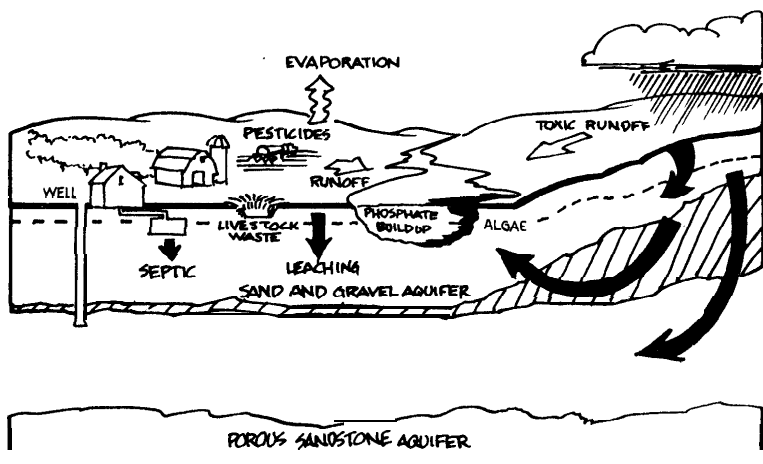 EVAPORATION
PESTICIDES
TOXIC RUNOFF
RUNOFF
WELL
PHOSPHATE
BUILDUP
ALGAE
LIVESTOCK
WASTE
SEPTIC
LEACHING
SAND AND GRAVEL AQUIFER
POROUS SANDSTONE AQUIFER